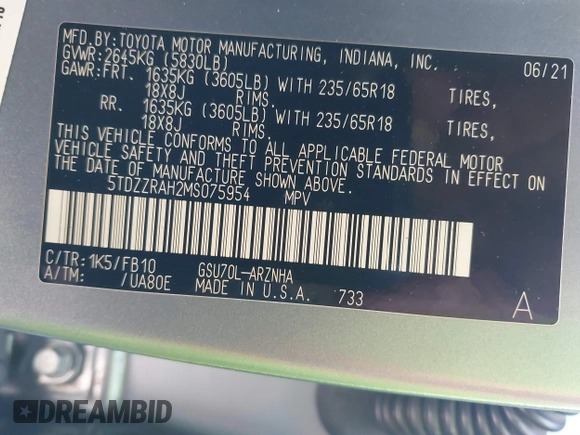 MFD.BY:TOYOTA MOTOR MANUFACTURING, INDIANA, INC. 06/21
GVWR:2645KG (5830LB)
GAWR:FRT. 1635KG (3605LB) WITH 235/65R18 TIRES,
18X8J RIMS.
RR. 1635KG (3605LB) WITH 235/65R18 TIRES,
18X8J RIMS.
THIS VEHICLE CONFORMS TO ALL APPLICABLE FEDERAL MOTOR
VEHICLE SAFETY AND THEFT PREVENTION STANDARDS IN EFFECT ON
THE DATE OF MANUFACTURE SHOWN ABOVE.
5TDZZRAH2MS075954 MPV
C/TR:1K5/FB10 GSU70L-ARZNHA
A/TM: /UA80E MADE IN U.S.A. 733 A
DREAMBID